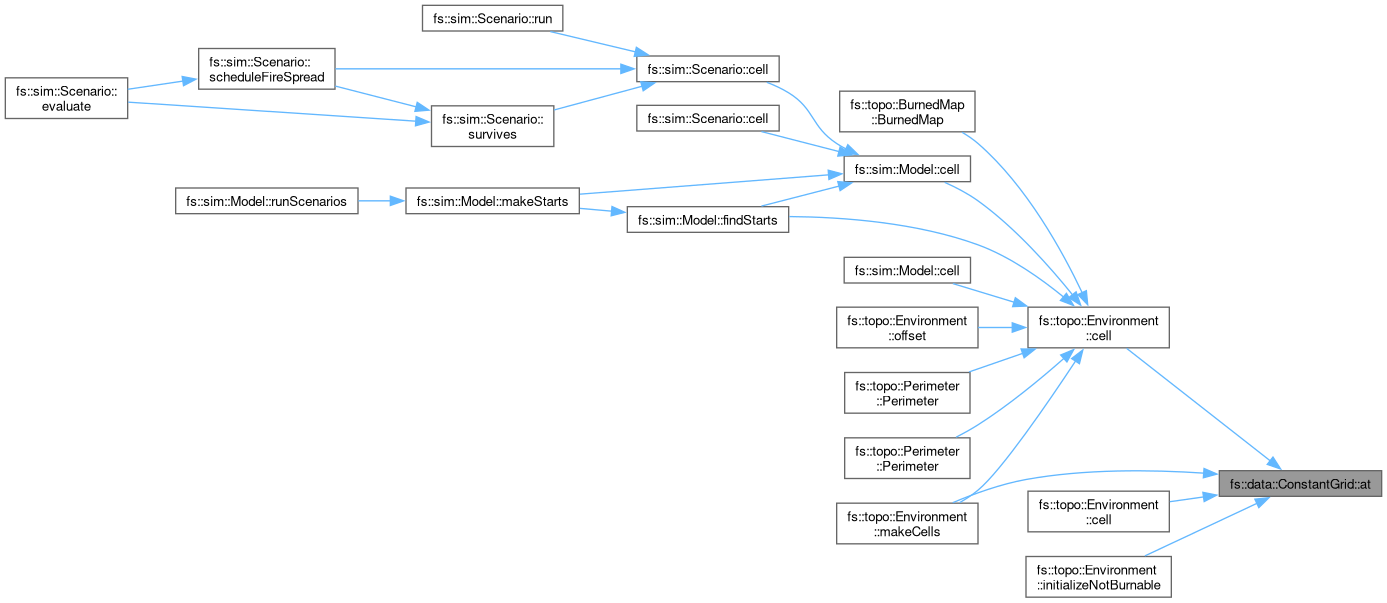 fs::sim::Scenario::run
fs::sim::Scenario::
scheduleFireSpread
fs::sim::Scenario::cell
fs::sim::Scenario::
evaluate
fs::topo::BurnedMap
::BurnedMap
fs::sim::Scenario::
survives
fs::sim::Scenario::cell
fs::sim::Model::cell
fs::sim::Model::runScenarios
fs::sim::Model::makeStarts
fs::sim::Model::findStarts
fs::sim::Model::cell
fs::topo::Environment
::offset
fs::topo::Environment
::cell
fs::topo::Perimeter
::Perimeter
fs::topo::Perimeter
::Perimeter
fs::data::ConstantGrid::at
fs::topo::Environment
::makeCells
fs::topo::Environment
::cell
fs::topo::Environment
::initializeNotBurnable